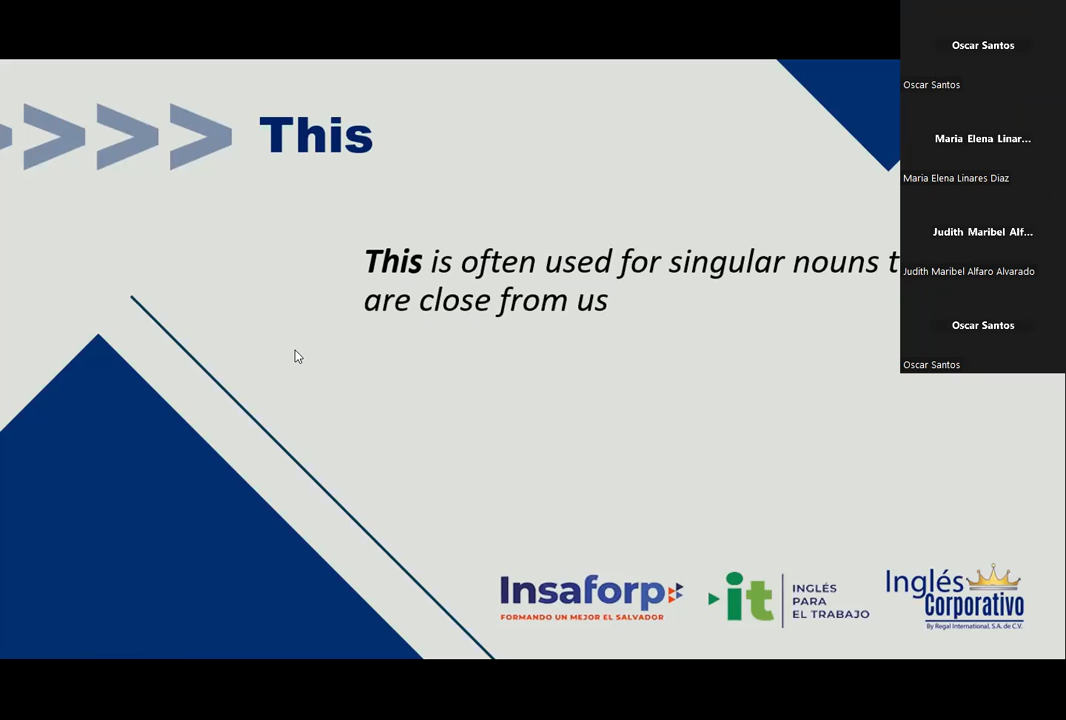 This
This is often used for singular nouns t
are close from us
Insaforp
FORMANDO UN MEJOR EL SALVADOR
it
INGLÉS
PARA
EL TRABAJO
Inglés
Corporativo
By Regal International, S.A. de C.V.
Oscar Santos
Oscar Santos
Maria Elena Linar...
Maria Elena Linares Diaz
Judith Maribel Alf...
Judith Maribel Alfaro Alvarado
Oscar Santos
Oscar Santos